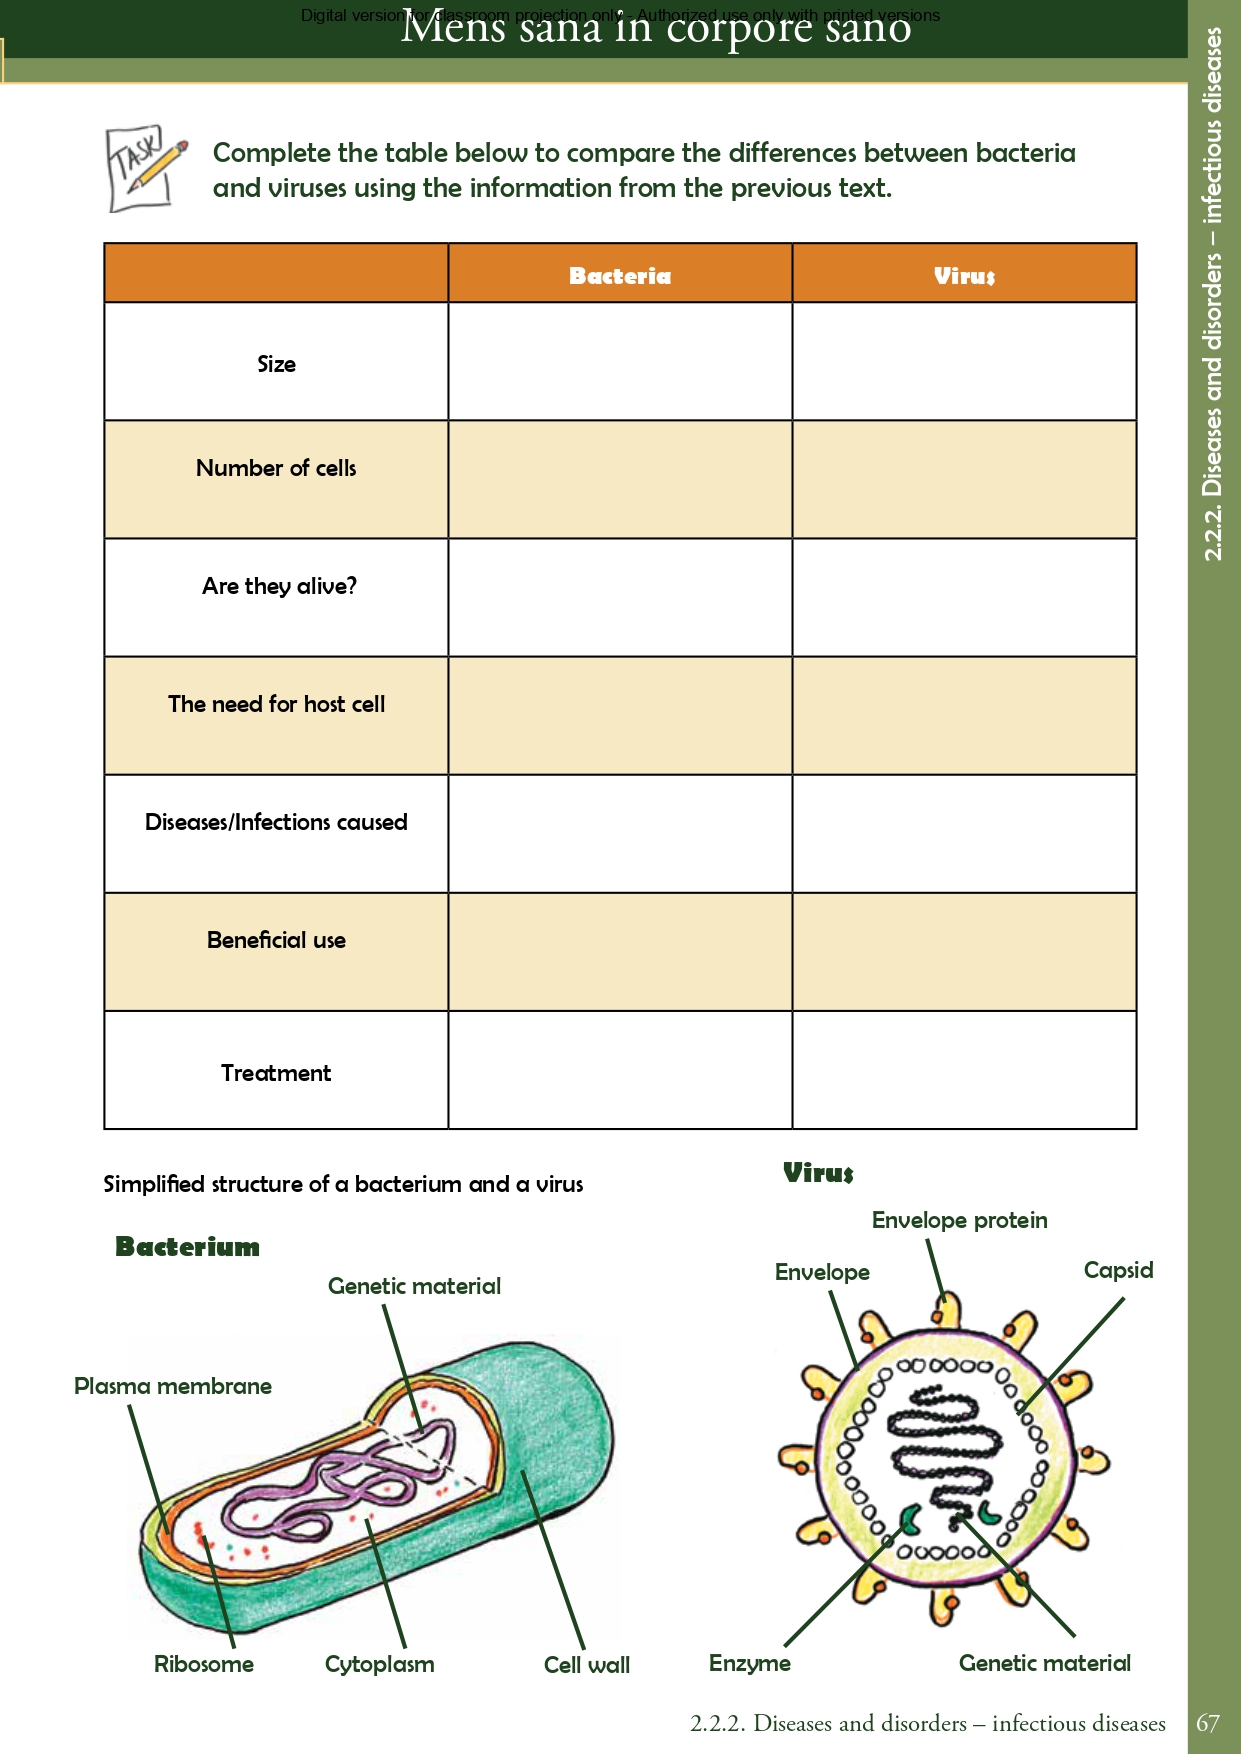 Digital version for classroom projection only - Authorized use only with printed versions
Mens sana in corpore sano
2.2.2. Diseases and disorders – infectious diseases
TASK
Complete the table below to compare the differences between bacteria
and viruses using the information from the previous text.
Bacteria Virus
Size
Number of cells
Are they alive?
The need for host cell
Diseases/Infections caused
Beneficial use
Treatment
Simplified structure of a bacterium and a virus
Bacterium
Genetic material
Plasma membrane
Ribosome
Cytoplasm
Cell wall
Virus
Envelope protein
Envelope
Capsid
Enzyme
Genetic material
2.2.2. Diseases and disorders – infectious diseases 67